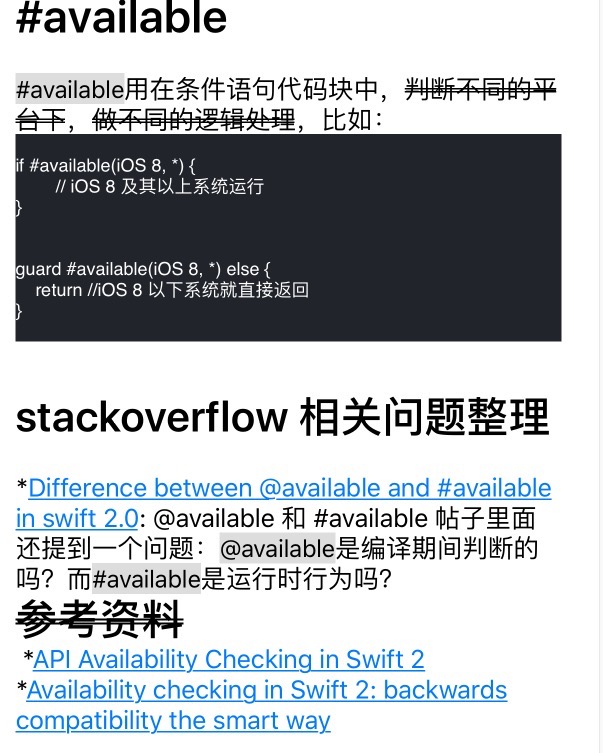 #available
#available用在条件语句代码块中，判断不同的平
台下，做不同的逻辑处理，比如：
if #available(iOS 8, *) {
// iOS 8 及其以上系统运行
}
guard #available(iOS 8, *) else {
return //iOS 8 以下系统就直接返回
}
stackoverflow 相关问题整理
*Difference between @available and #available
in swift 2.0: @available 和 #available 帖子里面
还提到一个问题：@available是编译期间判断的
吗？而#available是运行时行为吗？
参考资料
*API Availability Checking in Swift 2
*Availability checking in Swift 2: backwards
compatibility the smart way